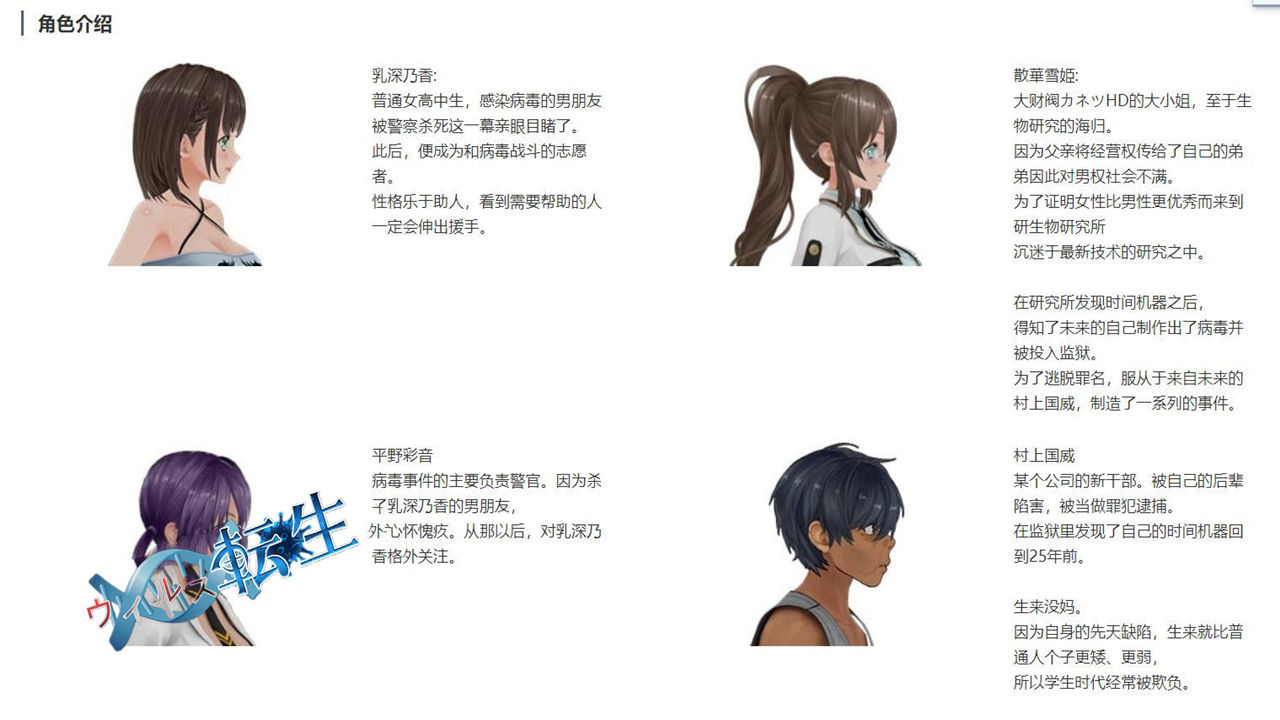 角色介绍
乳深乃香:
普通女高中生，感染病毒的男朋友
被警察杀死这一幕亲眼目睹了。
此后，便成为和病毒战斗的志愿
者。
性格乐于助人，看到需要帮助的人
一定会伸出援手。
散華雪姫:
大财阀カネツHD的大小姐，至于生
物研究的海归。
因为父亲将经营权传给了自己的弟
弟因此对男权社会不满。
为了证明女性比男性更优秀而来到
研生物研究所
沉迷于最新技术的研究之中。
在研究所发现时间机器之后，
得知了未来的自己制作出了病毒并
被投入监狱。
为了逃脱罪名，服从于来自未来的
村上国威，制造了一系列的事件。
平野彩音
病毒事件的主要负责警官。因为杀
了乳深乃香的男朋友，
心怀愧疚。从那以后，对乳深乃
香格外关注。
村上国威
某个公司的新干部。被自己的后辈
陷害，被当做罪犯逮捕。
在监狱里发现了自己的时间机器回
到25年前。
生来没妈。
因为自身的先天缺陷，生来就比普
通人个子更矮、更弱，
所以学生时代经常被欺负。
ウイルス転生